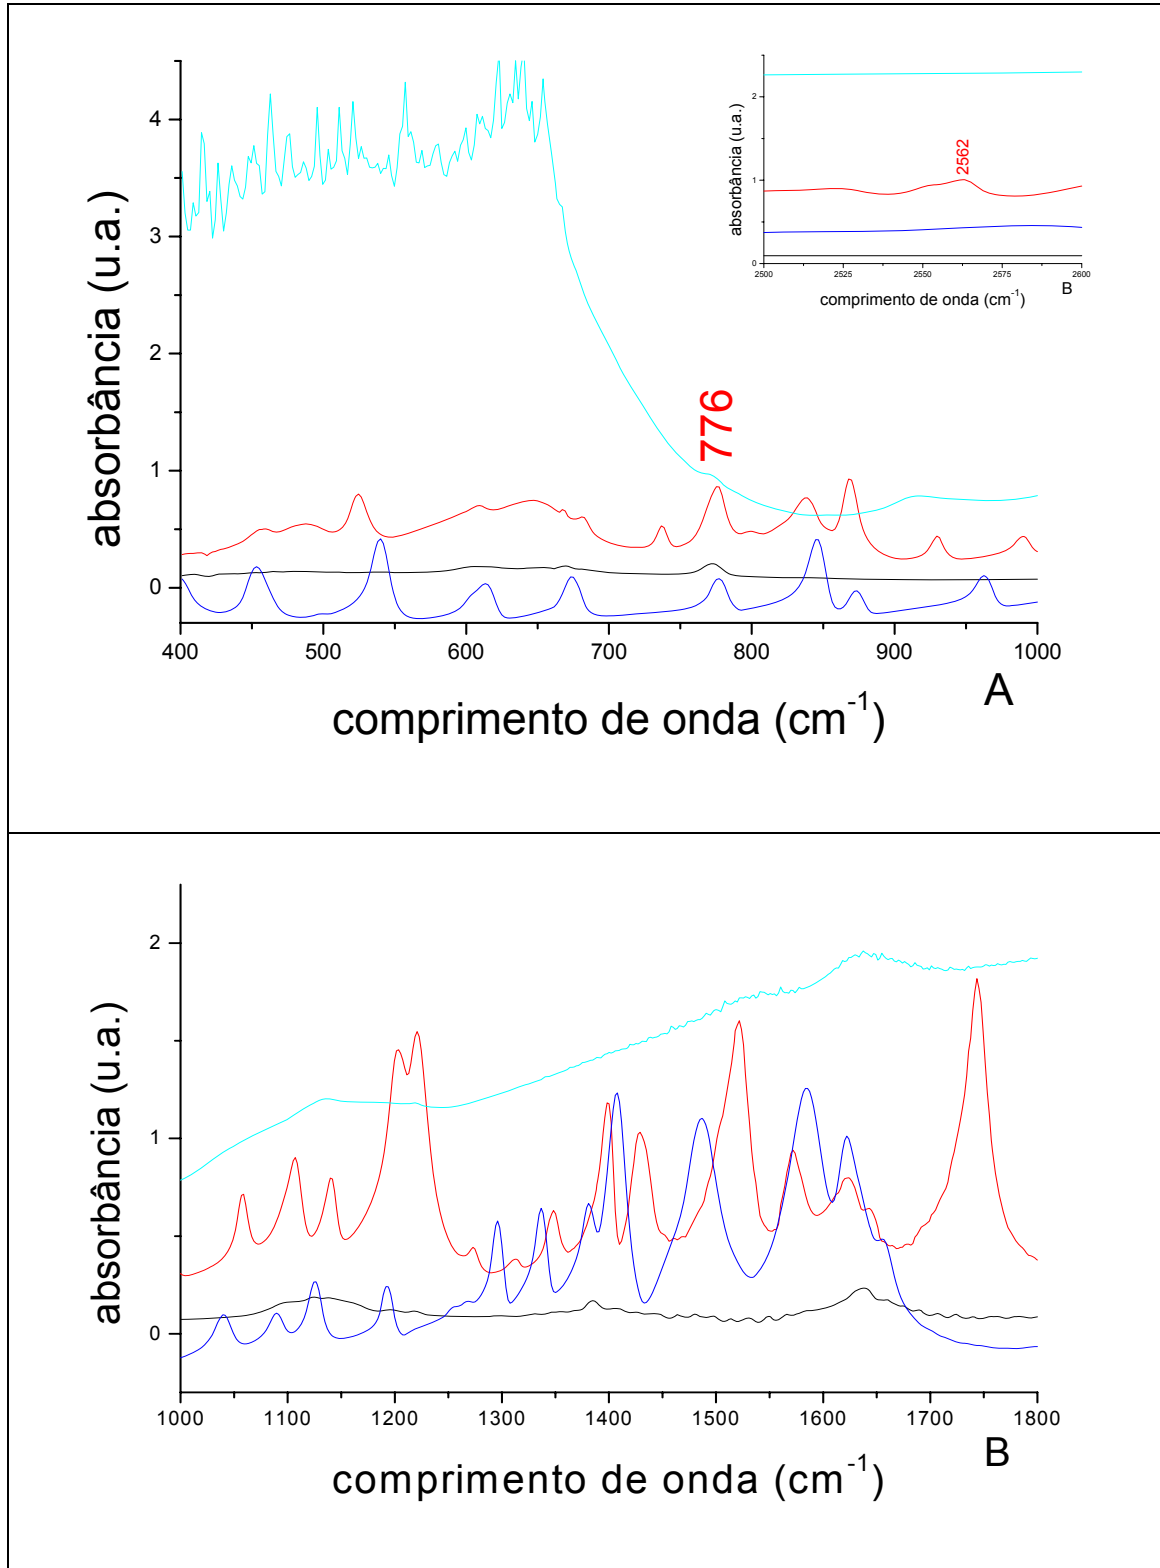 4
3
2
1
0
absorbância (u.a.)
776
400 500 600 700 800 900 1000
comprimento de onda (cm-1)
A
2
1
0
absorbância (u.a.)
2562
2500 2525 2550 2575 2600
comprimento de onda (cm-1)
B
2
1
0
absorbância (u.a.)
1000 1100 1200 1300 1400 1500 1600 1700 1800
comprimento de onda (cm-1)
B